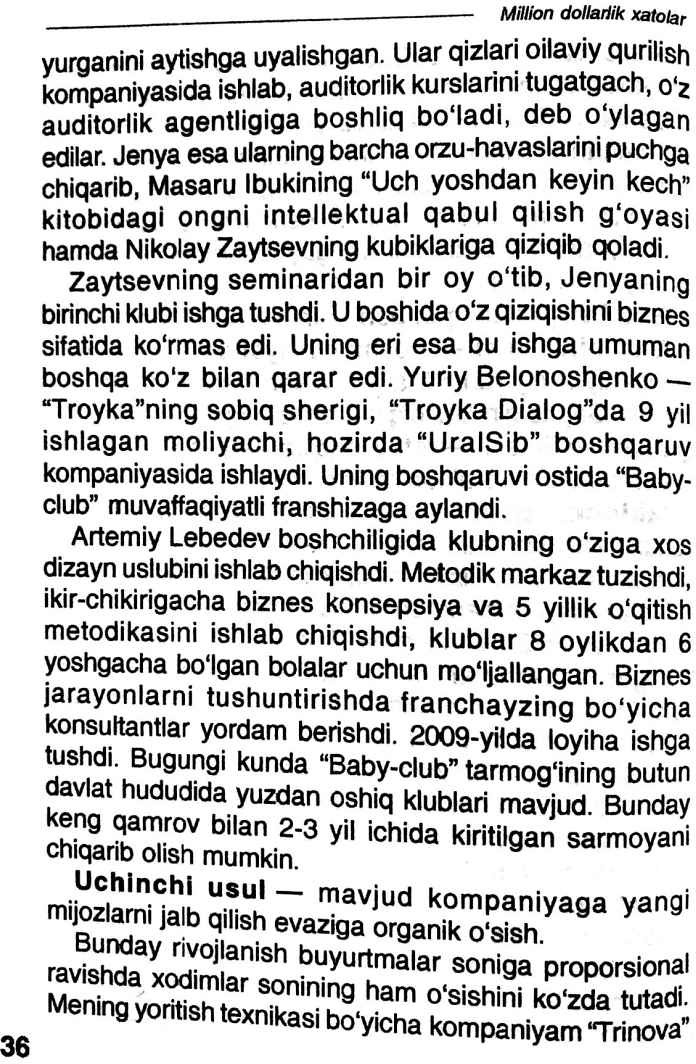 Million dollarlik xatolar
yurganini aytishga uyalishgan. Ular qizlari oilaviy qurilish
kompaniyasida ishlab, auditorlik kurslarini tugatgach, o‘z
auditorlik agentligiga boshliq bo‘ladi, deb o‘ylagan
edilar. Jenya esa ularning barcha orzu-havaslarini puchga
chiqarib, Masaru Ibukining “Uch yoshdan keyin kech”
kitobidagi ongni intellektual qabul qilish g‘oyasi
hamda Nikolay Zaytsevning kubiklariga qiziqib qoladi.
Zaytsevning seminaridan bir oy o‘tib, Jenyaning
birinchi klubi ishga tushdi. U boshida o‘z qiziqishini biznes
sifatida ko‘rmas edi. Uning eri esa bu ishga umuman
boshqa ko‘z bilan qarar edi. Yuriy Belonoshenko —
“Troyka”ning sobiq sherigi, “Troyka Dialog”da 9 yil
ishlagan moliyachi, hozirda “UralSib” boshqaruv
kompaniyasida ishlaydi. Uning boshqaruvi ostida “Baby-
club” muvaffaqiyatli franshizaga aylandi.
Artemiy Lebedev boshchiligida klubning o‘ziga xos
dizayn uslubini ishlab chiqishdi. Metodik markaz tuzishdi,
ikir-chikirigacha biznes konsepsiya va 5 yillik o‘qitish
metodikasini ishlab chiqishdi, klublar 8 oylikdan 6
yoshgacha bo‘lgan bolalar uchun mo‘ljallangan. Biznes
jarayonlarni tushuntirishda franchayzing bo‘yicha
konsultantlar yordam berishdi. 2009-yilda loyiha ishga
tushdi. Bugungi kunda “Baby-club” tarmog‘ining butun
davlat hududida yuzdan oshiq klublari mavjud. Bunday
keng qamrov bilan 2-3 yil ichida kiritilgan sarmoyani
chiqarib olish mumkin.
Uchinchi usul — mavjud kompaniyaga yangi
mijozlarni jalb qilish evaziga organik o‘sish.
Bunday rivojlanish buyurtmalar soniga proporsional
ravishda xodimlar sonining ham o‘sishini ko‘zda tutadi.
Mening yoritish texnikasi bo‘yicha kompaniyam “Trinova”
36